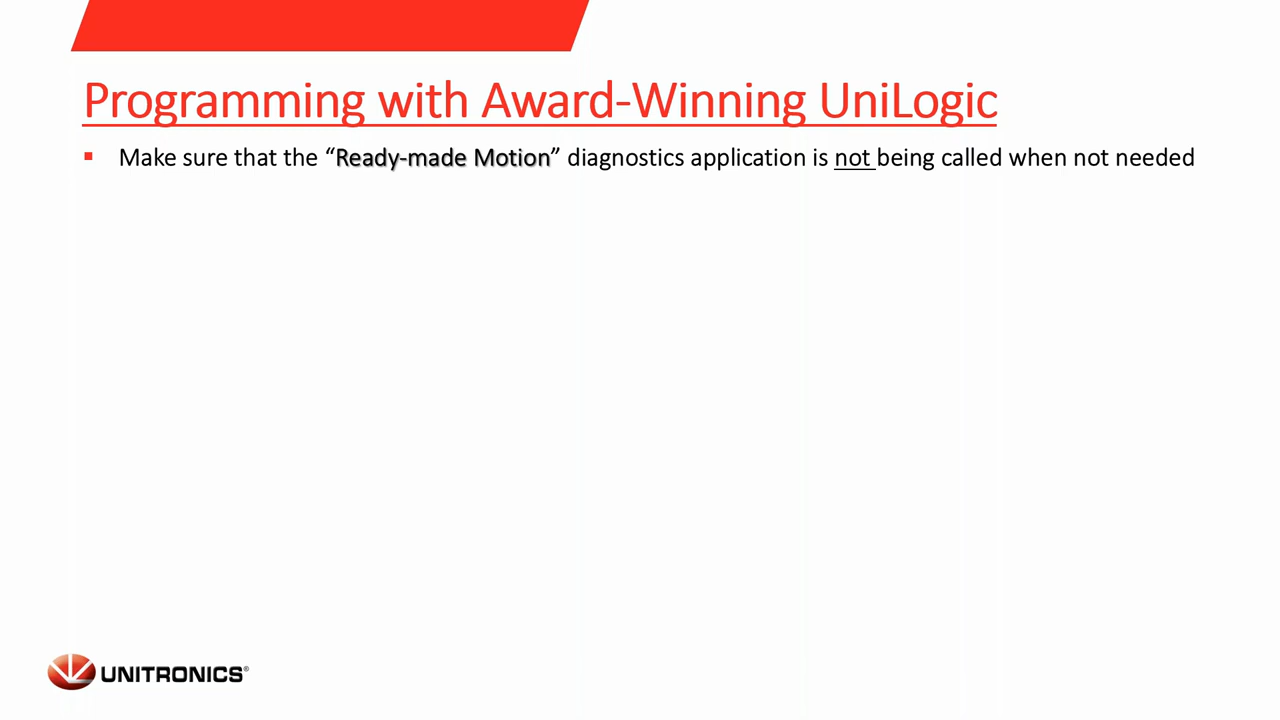 Programming with Award-Winning UniLogic
▪ Make sure that the “Ready-made Motion” diagnostics application is not being called when not needed
UNITRONICS®